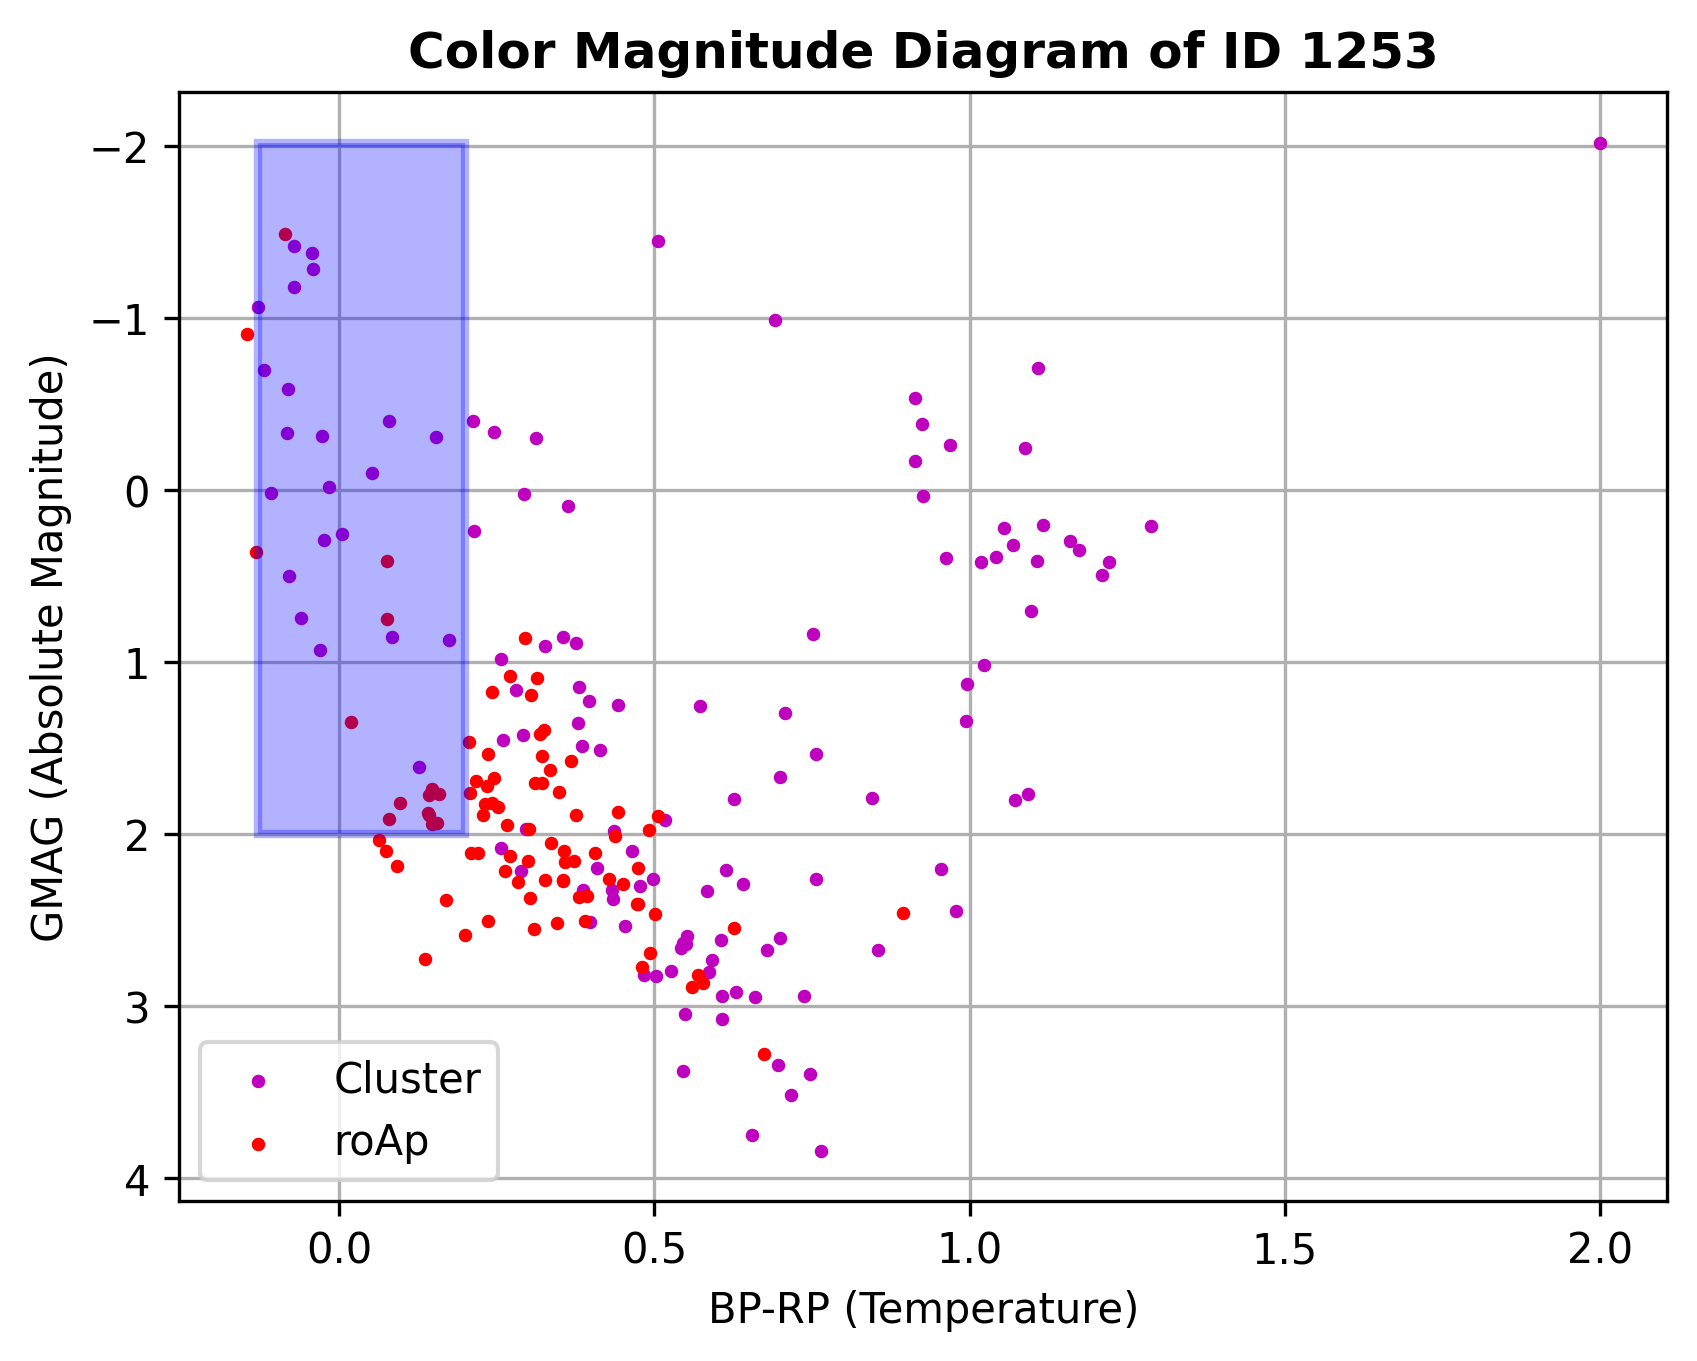 Color Magnitude Diagram of ID 1253
−2
−1
0
1
2
3
4
GMAG (Absolute Magnitude)
Cluster
roAp
0.0 0.5 1.0 1.5 2.0
BP-RP (Temperature)